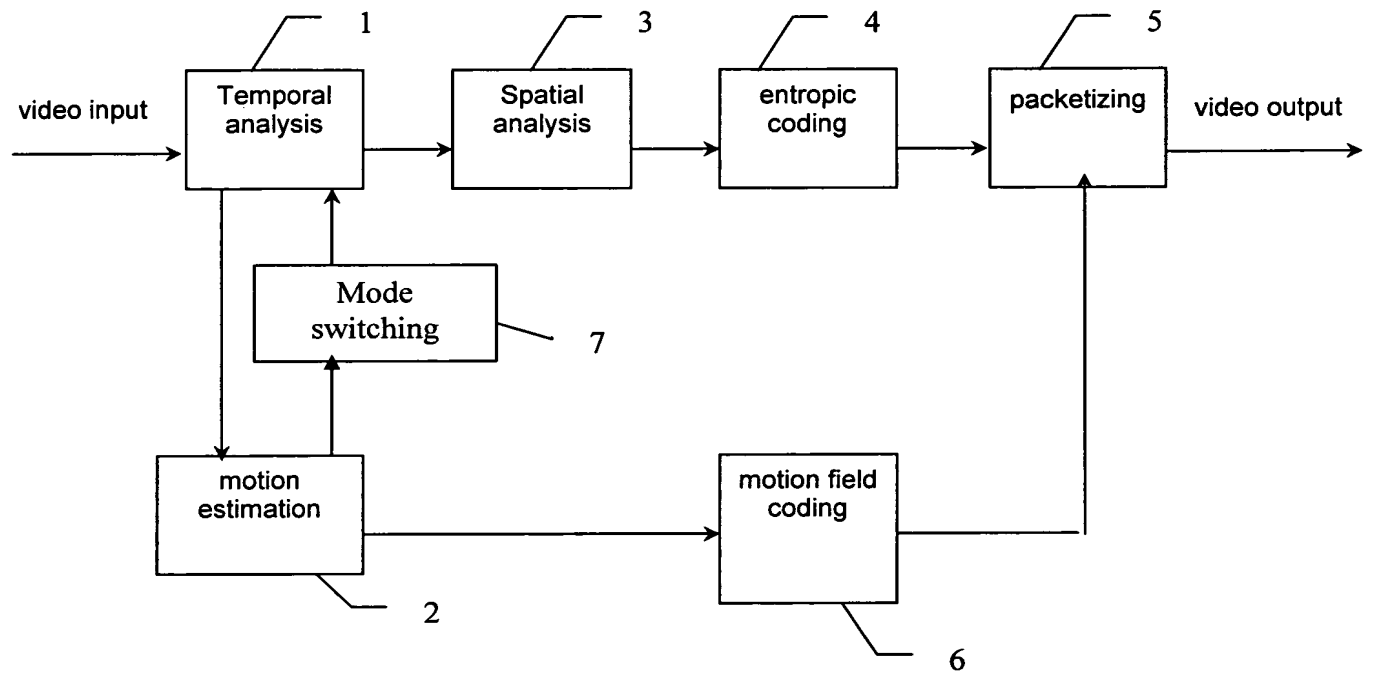 1
3
4
5
video input
Temporal
analysis
Spatial
analysis
entropic
coding
packetizing
video output
Mode
switching
7
motion
estimation
motion field
coding
2
6